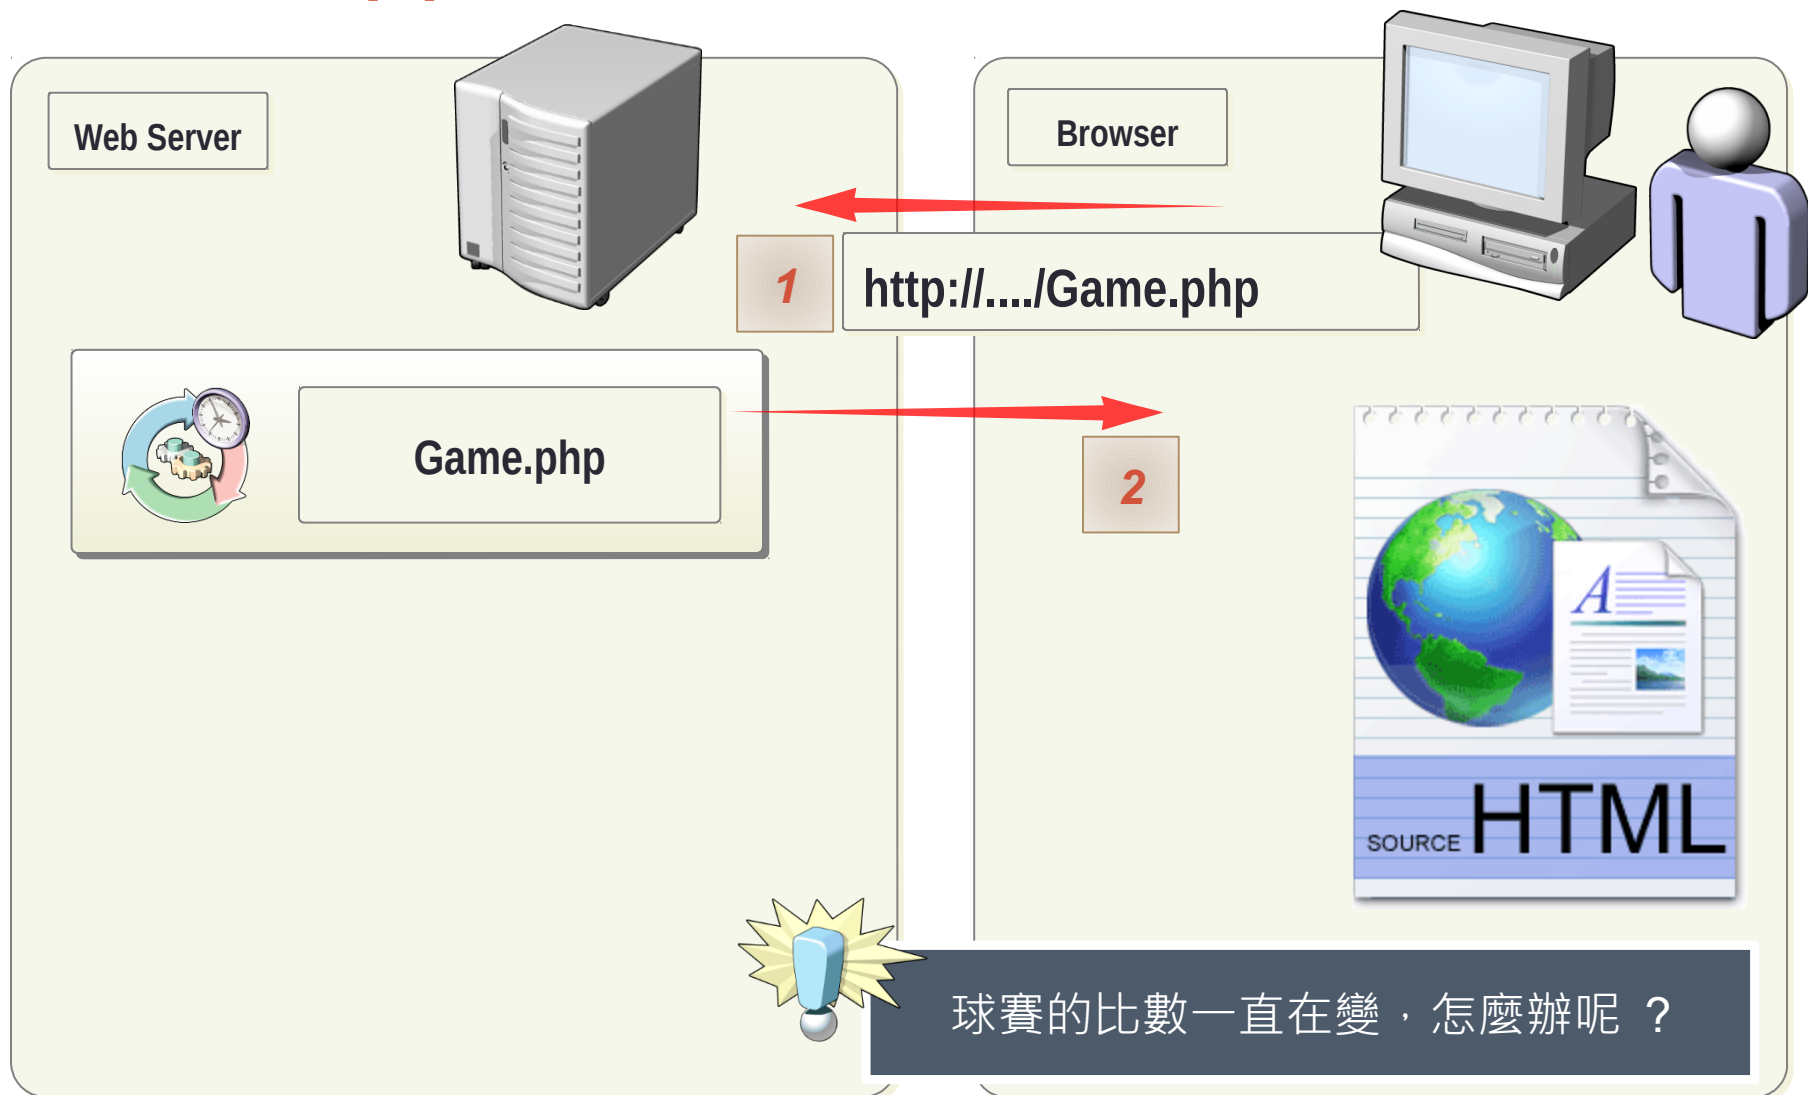 Web Server
Browser
1
http://..../Game.php
Game.php
2
A
SOURCE HTML
球賽的比數一直在變，怎麼辦呢 ?